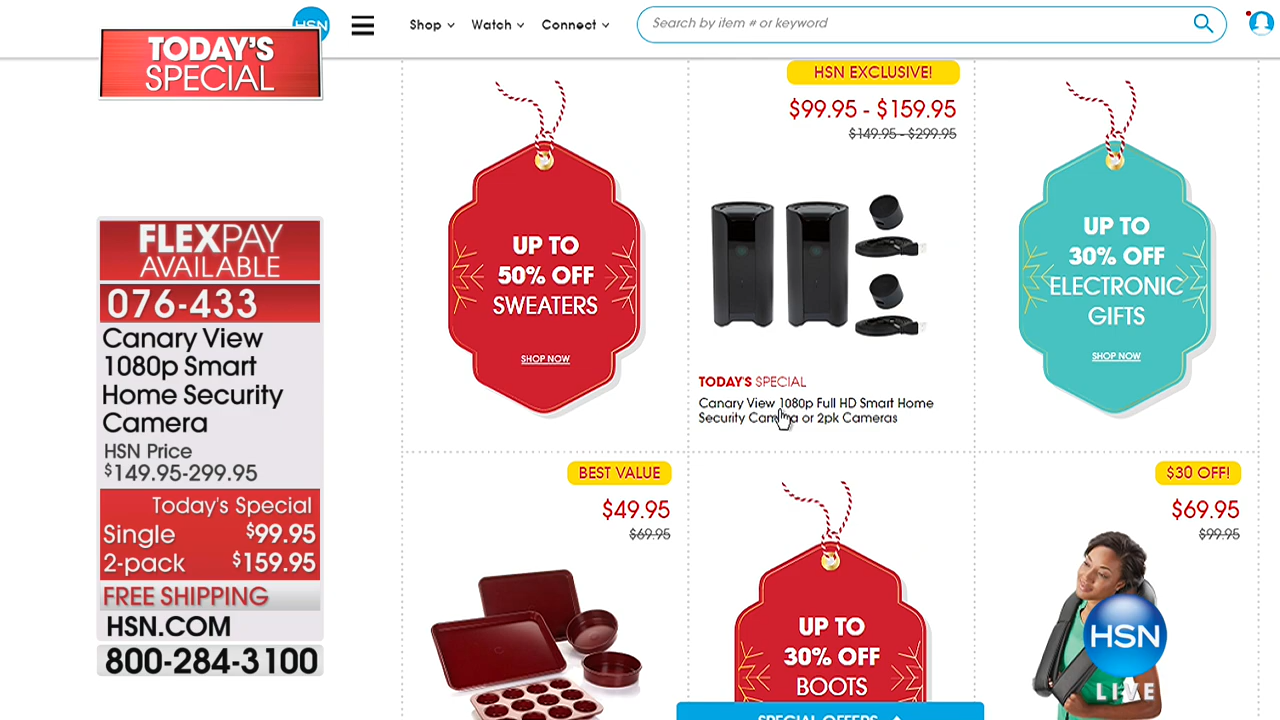 HSN
Shop
Watch
Connect
Search by item # or keyword
TODAY'S
SPECIAL
FLEXPAY
AVAILABLE
076-433
Canary View
1080p Smart
Home Security
Camera
HSN Price
$149.95-299.95
Today's Special
Single $99.95
2-pack $159.95
FREE SHIPPING
HSN.COM
800-284-3100
UP TO
50% OFF
SWEATERS
SHOP NOW
HSN EXCLUSIVE!
$99.95 - $159.95
$149.95 - $299.95
TODAY'S SPECIAL
Canary View 1080p Full HD Smart Home
Security Camera or 2pk Cameras
UP TO
30% OFF
ELECTRONIC
GIFTS
SHOP NOW
BEST VALUE
$49.95
$69.95
UP TO
30% OFF
BOOTS
$30 OFF!
$69.95
$99.95
HSN
LIVE
SPECIAL OFFERS